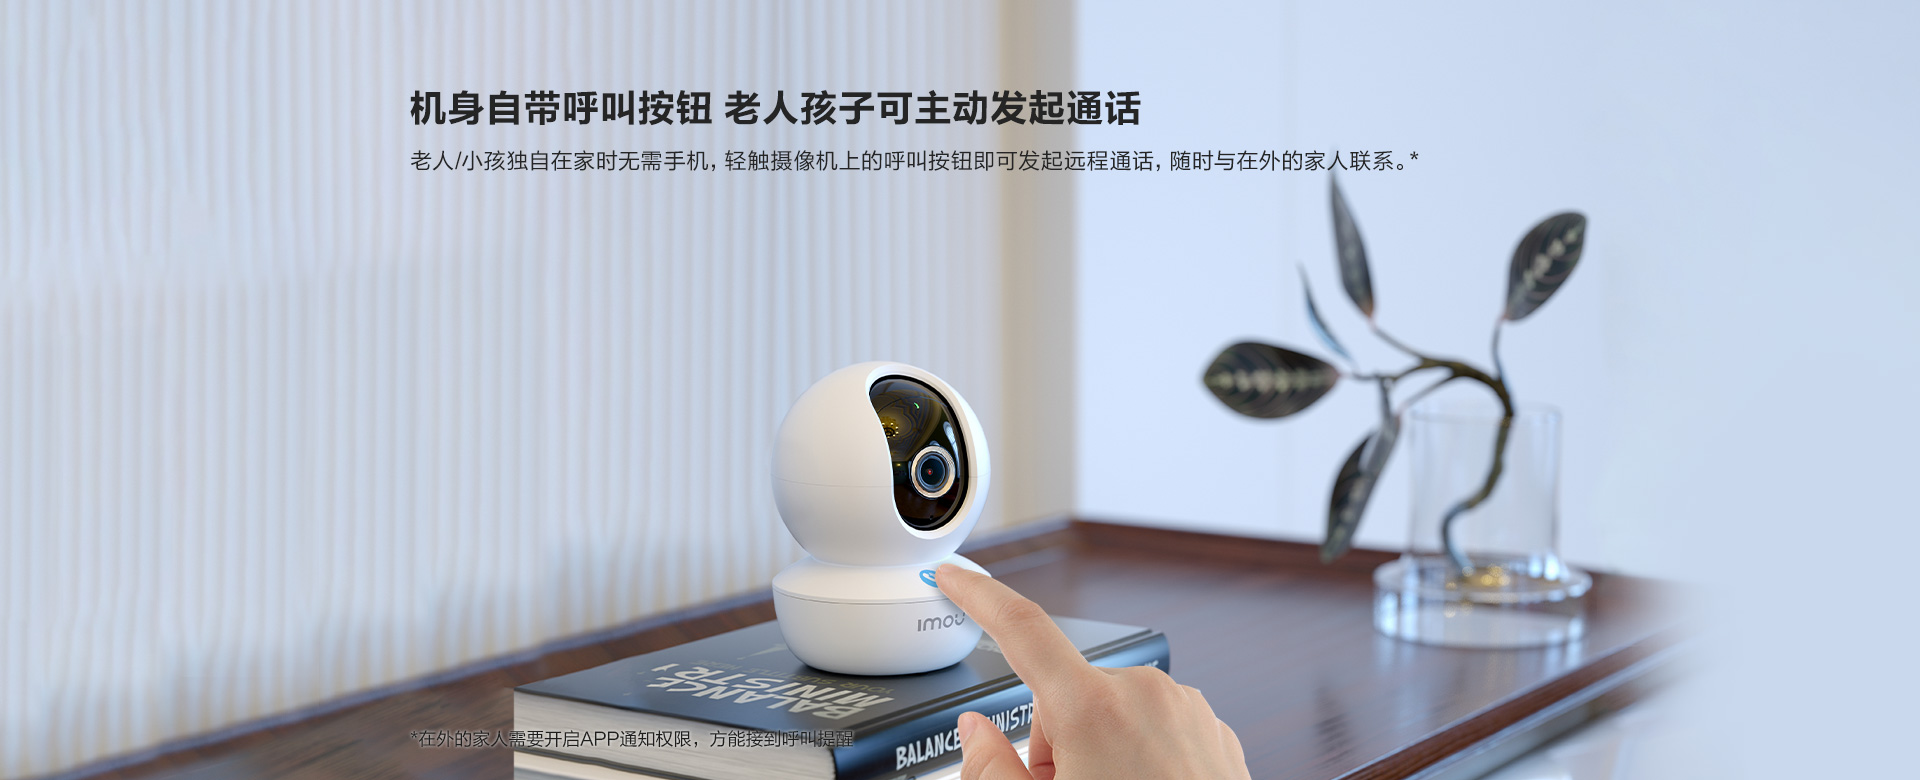 机身自带呼叫按钮 老人孩子可主动发起通话
老人/小孩独自在家时无需手机，轻触摄像机上的呼叫按钮即可发起远程通话，随时与在外的家人联系。*
imou
BALANCE
MINISTR
BALANCE
INISTR
*在外的家人需要开启APP通知权限，方能接到呼叫提醒